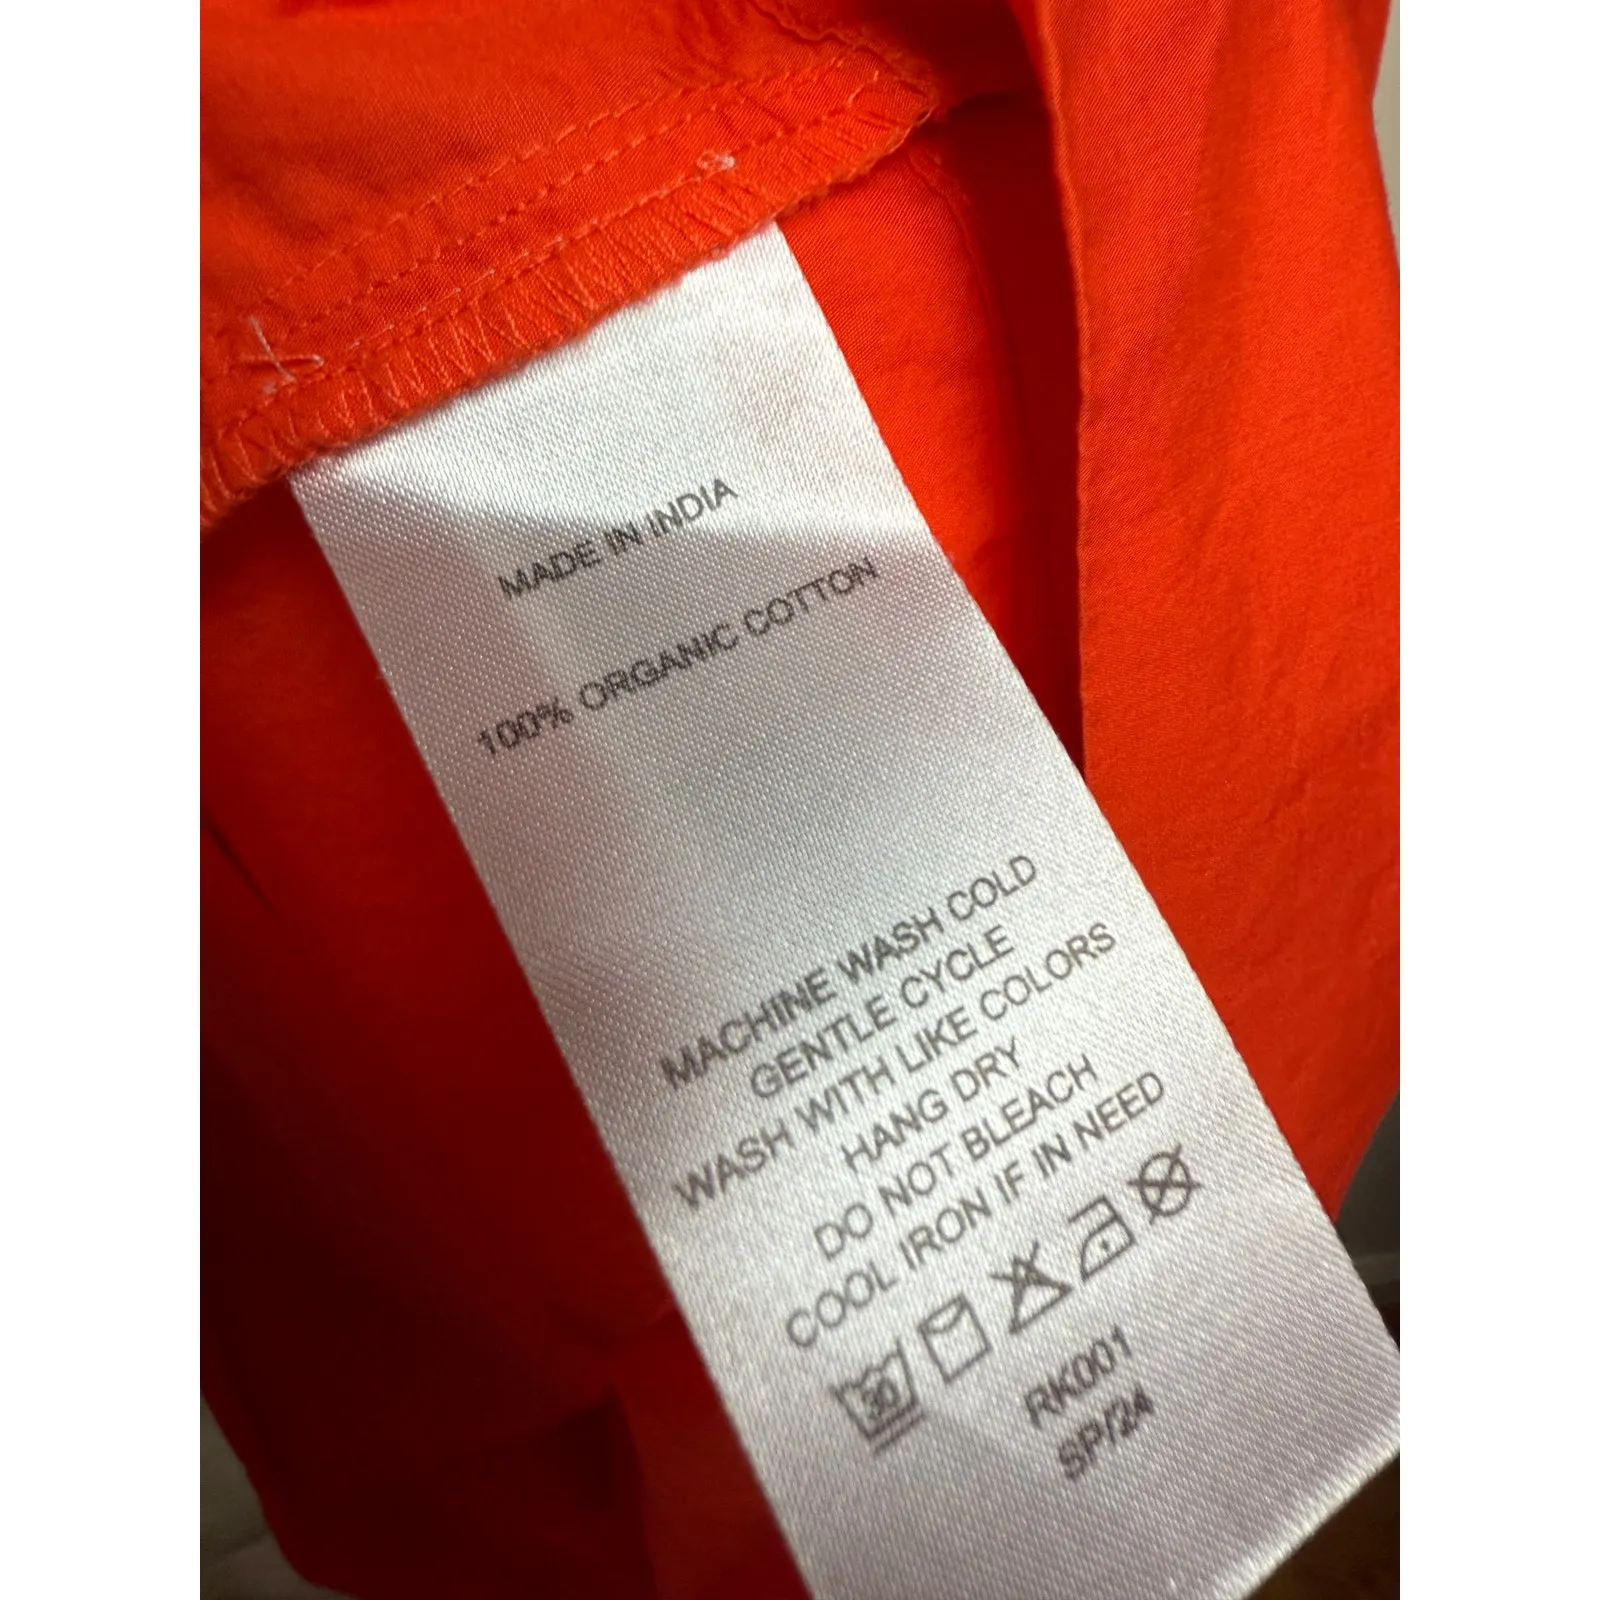 MADE IN INDIA
100% ORGANIC COTTON
MACHINE WASH COLD
GENTLE CYCLE
WASH WITH LIKE COLORS
HANG DRY
DO NOT BLEACH
COOL IRON IF IN NEED
30
RK001
SP/24